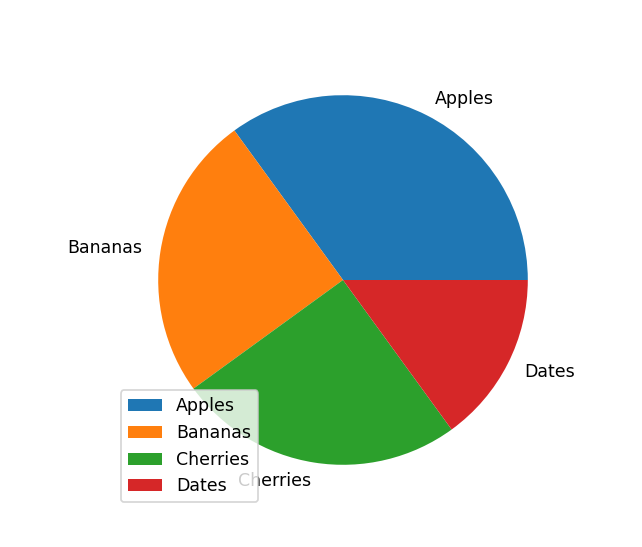 Apples
Bananas
Dates
Apples
Bananas
Cherries
Dates
Cherries